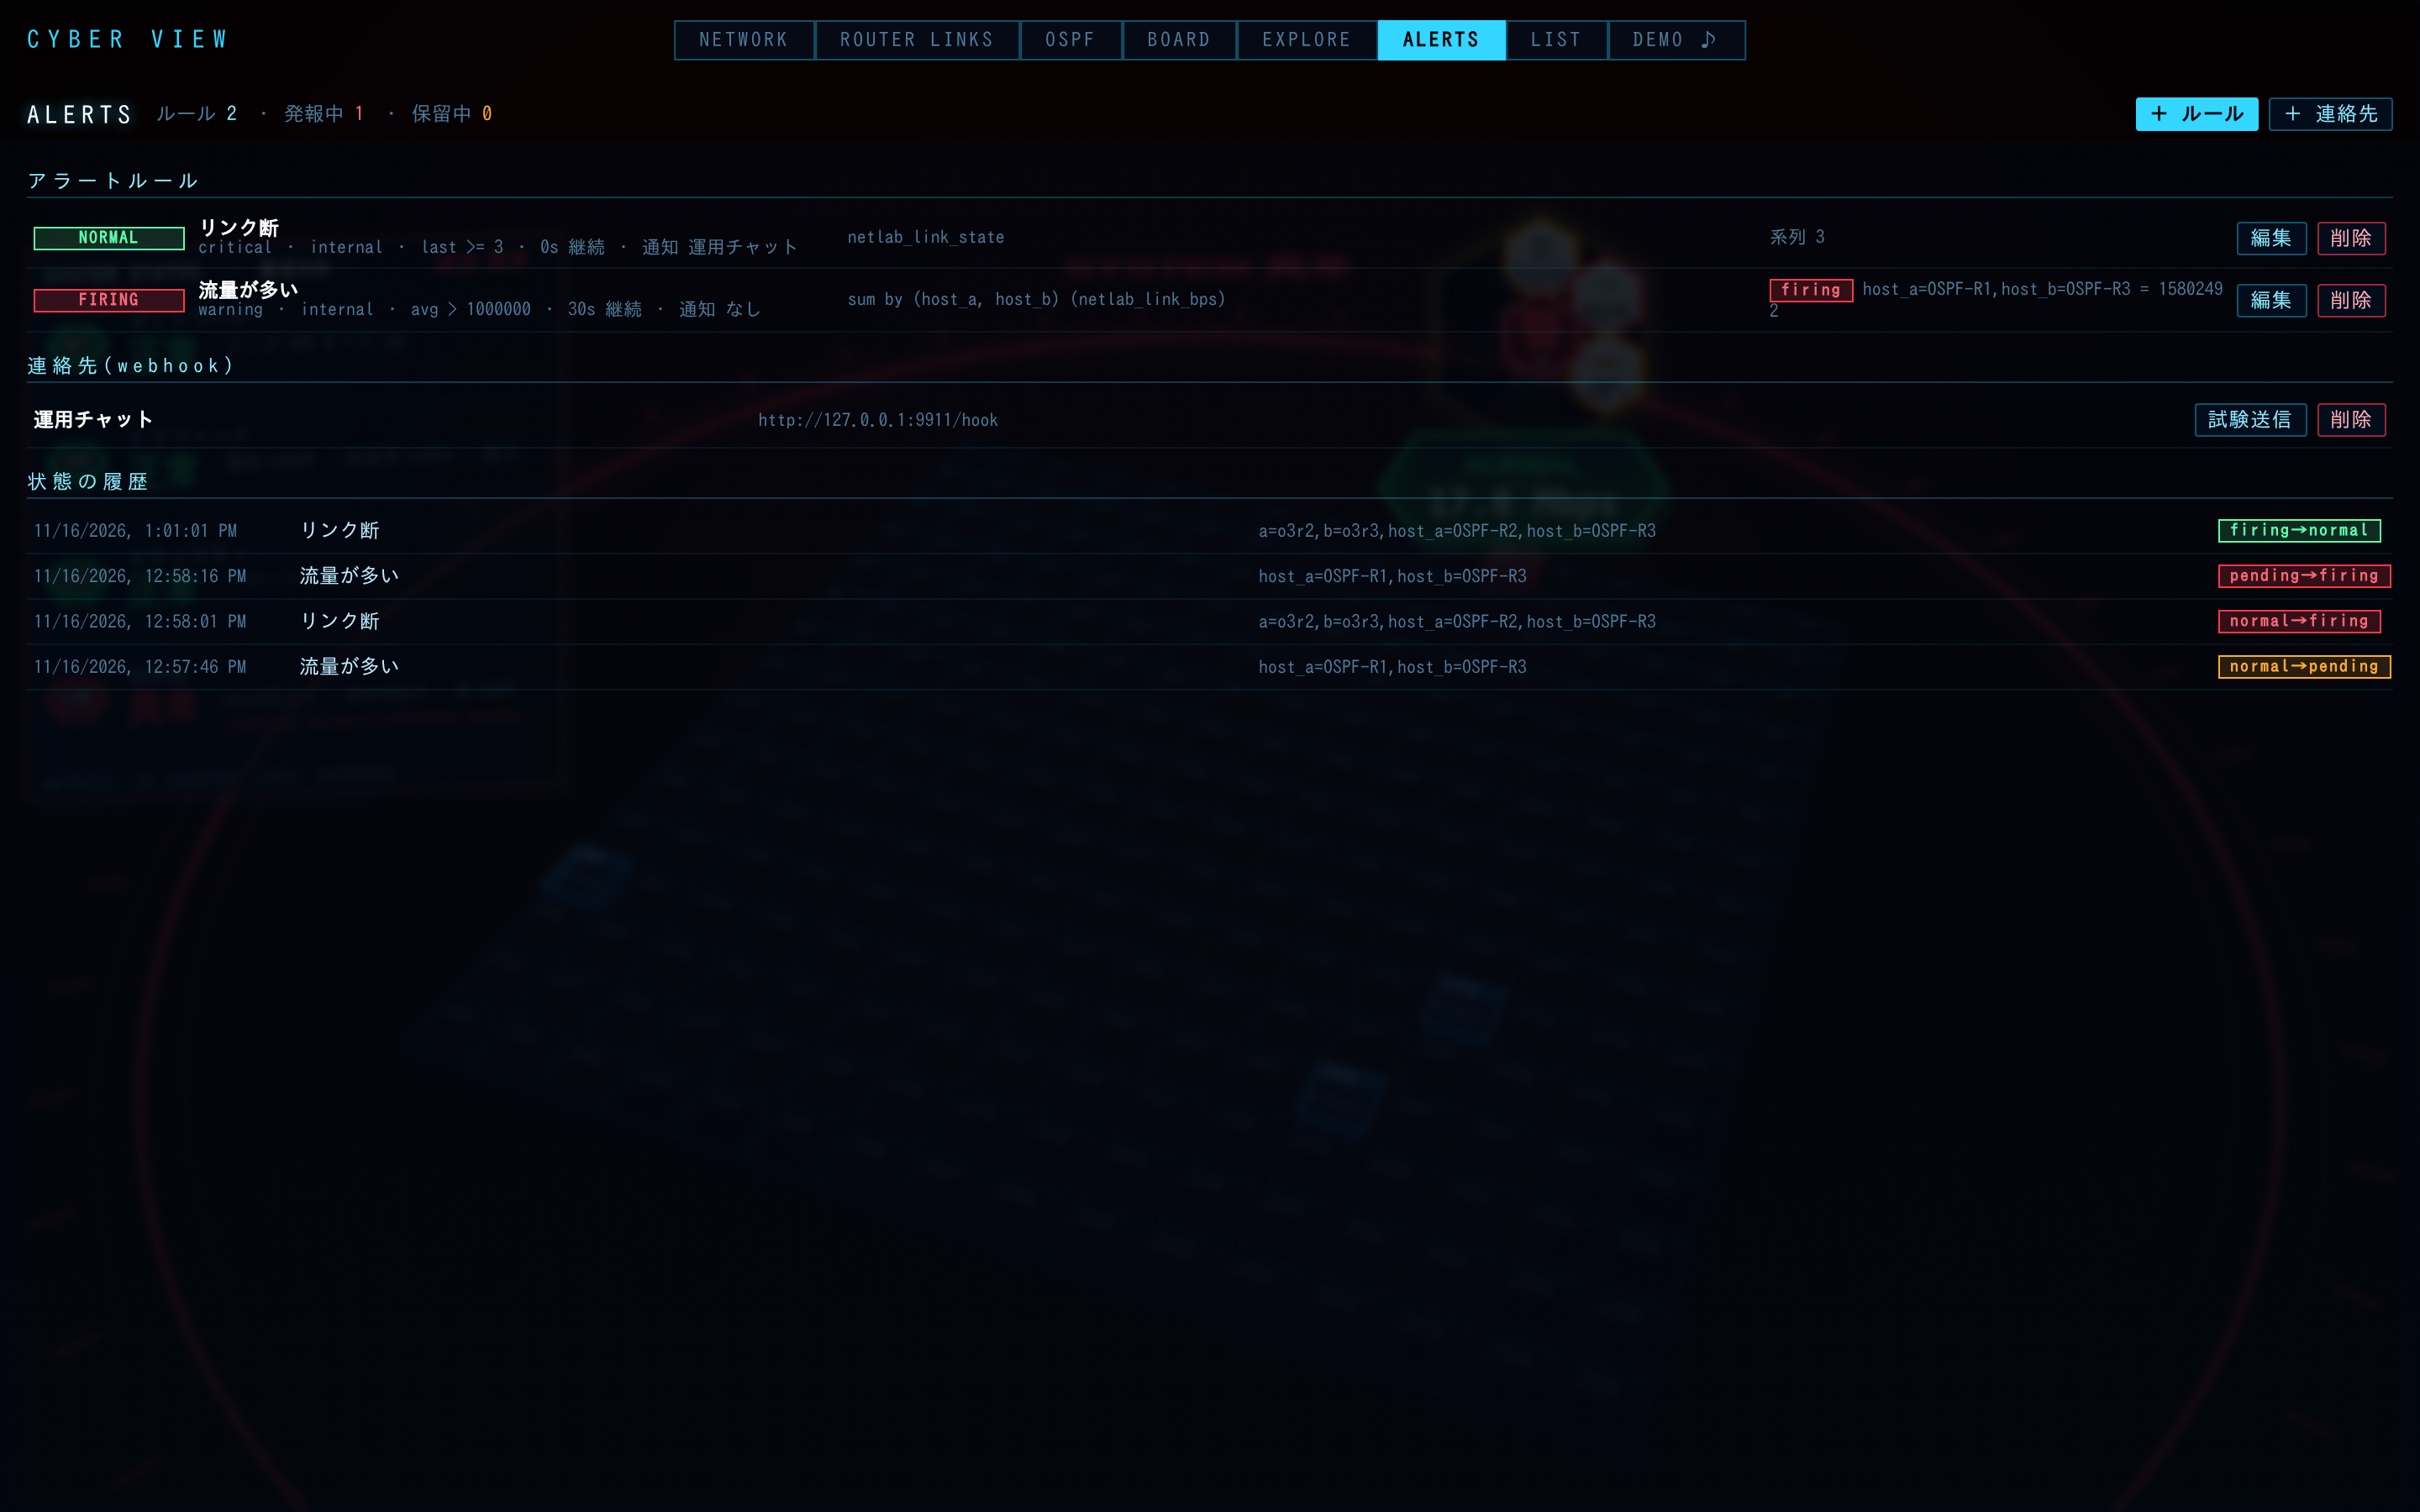 CYBER VIEW
NETWORK ROUTER LINKS OSPF BOARD EXPLORE ALERTS LIST DEMO ♪
ALERTS ルール 2 · 発報中 1 · 保留中 0 ＋ ルール ＋ 連絡先
アラートルール
NORMAL リンク断 netlab_link_state 系列 3 編集 削除
critical · internal · last >= 3 · 0s 継続 · 通知 運用チャット
FIRING 流量が多い sum by (host_a, host_b) (netlab_link_bps) firing host_a=OSPF-R1,host_b=OSPF-R3 = 1580249 編集 削除
warning · internal · avg > 1000000 · 30s 継続 · 通知 なし 2
連絡先(webhook)
運用チャット http://127.0.0.1:9911/hook 試験送信 削除
状態の履歴
11/16/2026, 1:01:01 PM リンク断 a=o3r2,b=o3r3,host_a=OSPF-R2,host_b=OSPF-R3 firing→normal
11/16/2026, 12:58:16 PM 流量が多い host_a=OSPF-R1,host_b=OSPF-R3 pending→firing
11/16/2026, 12:58:01 PM リンク断 a=o3r2,b=o3r3,host_a=OSPF-R2,host_b=OSPF-R3 normal→firing
11/16/2026, 12:57:46 PM 流量が多い host_a=OSPF-R1,host_b=OSPF-R3 normal→pending